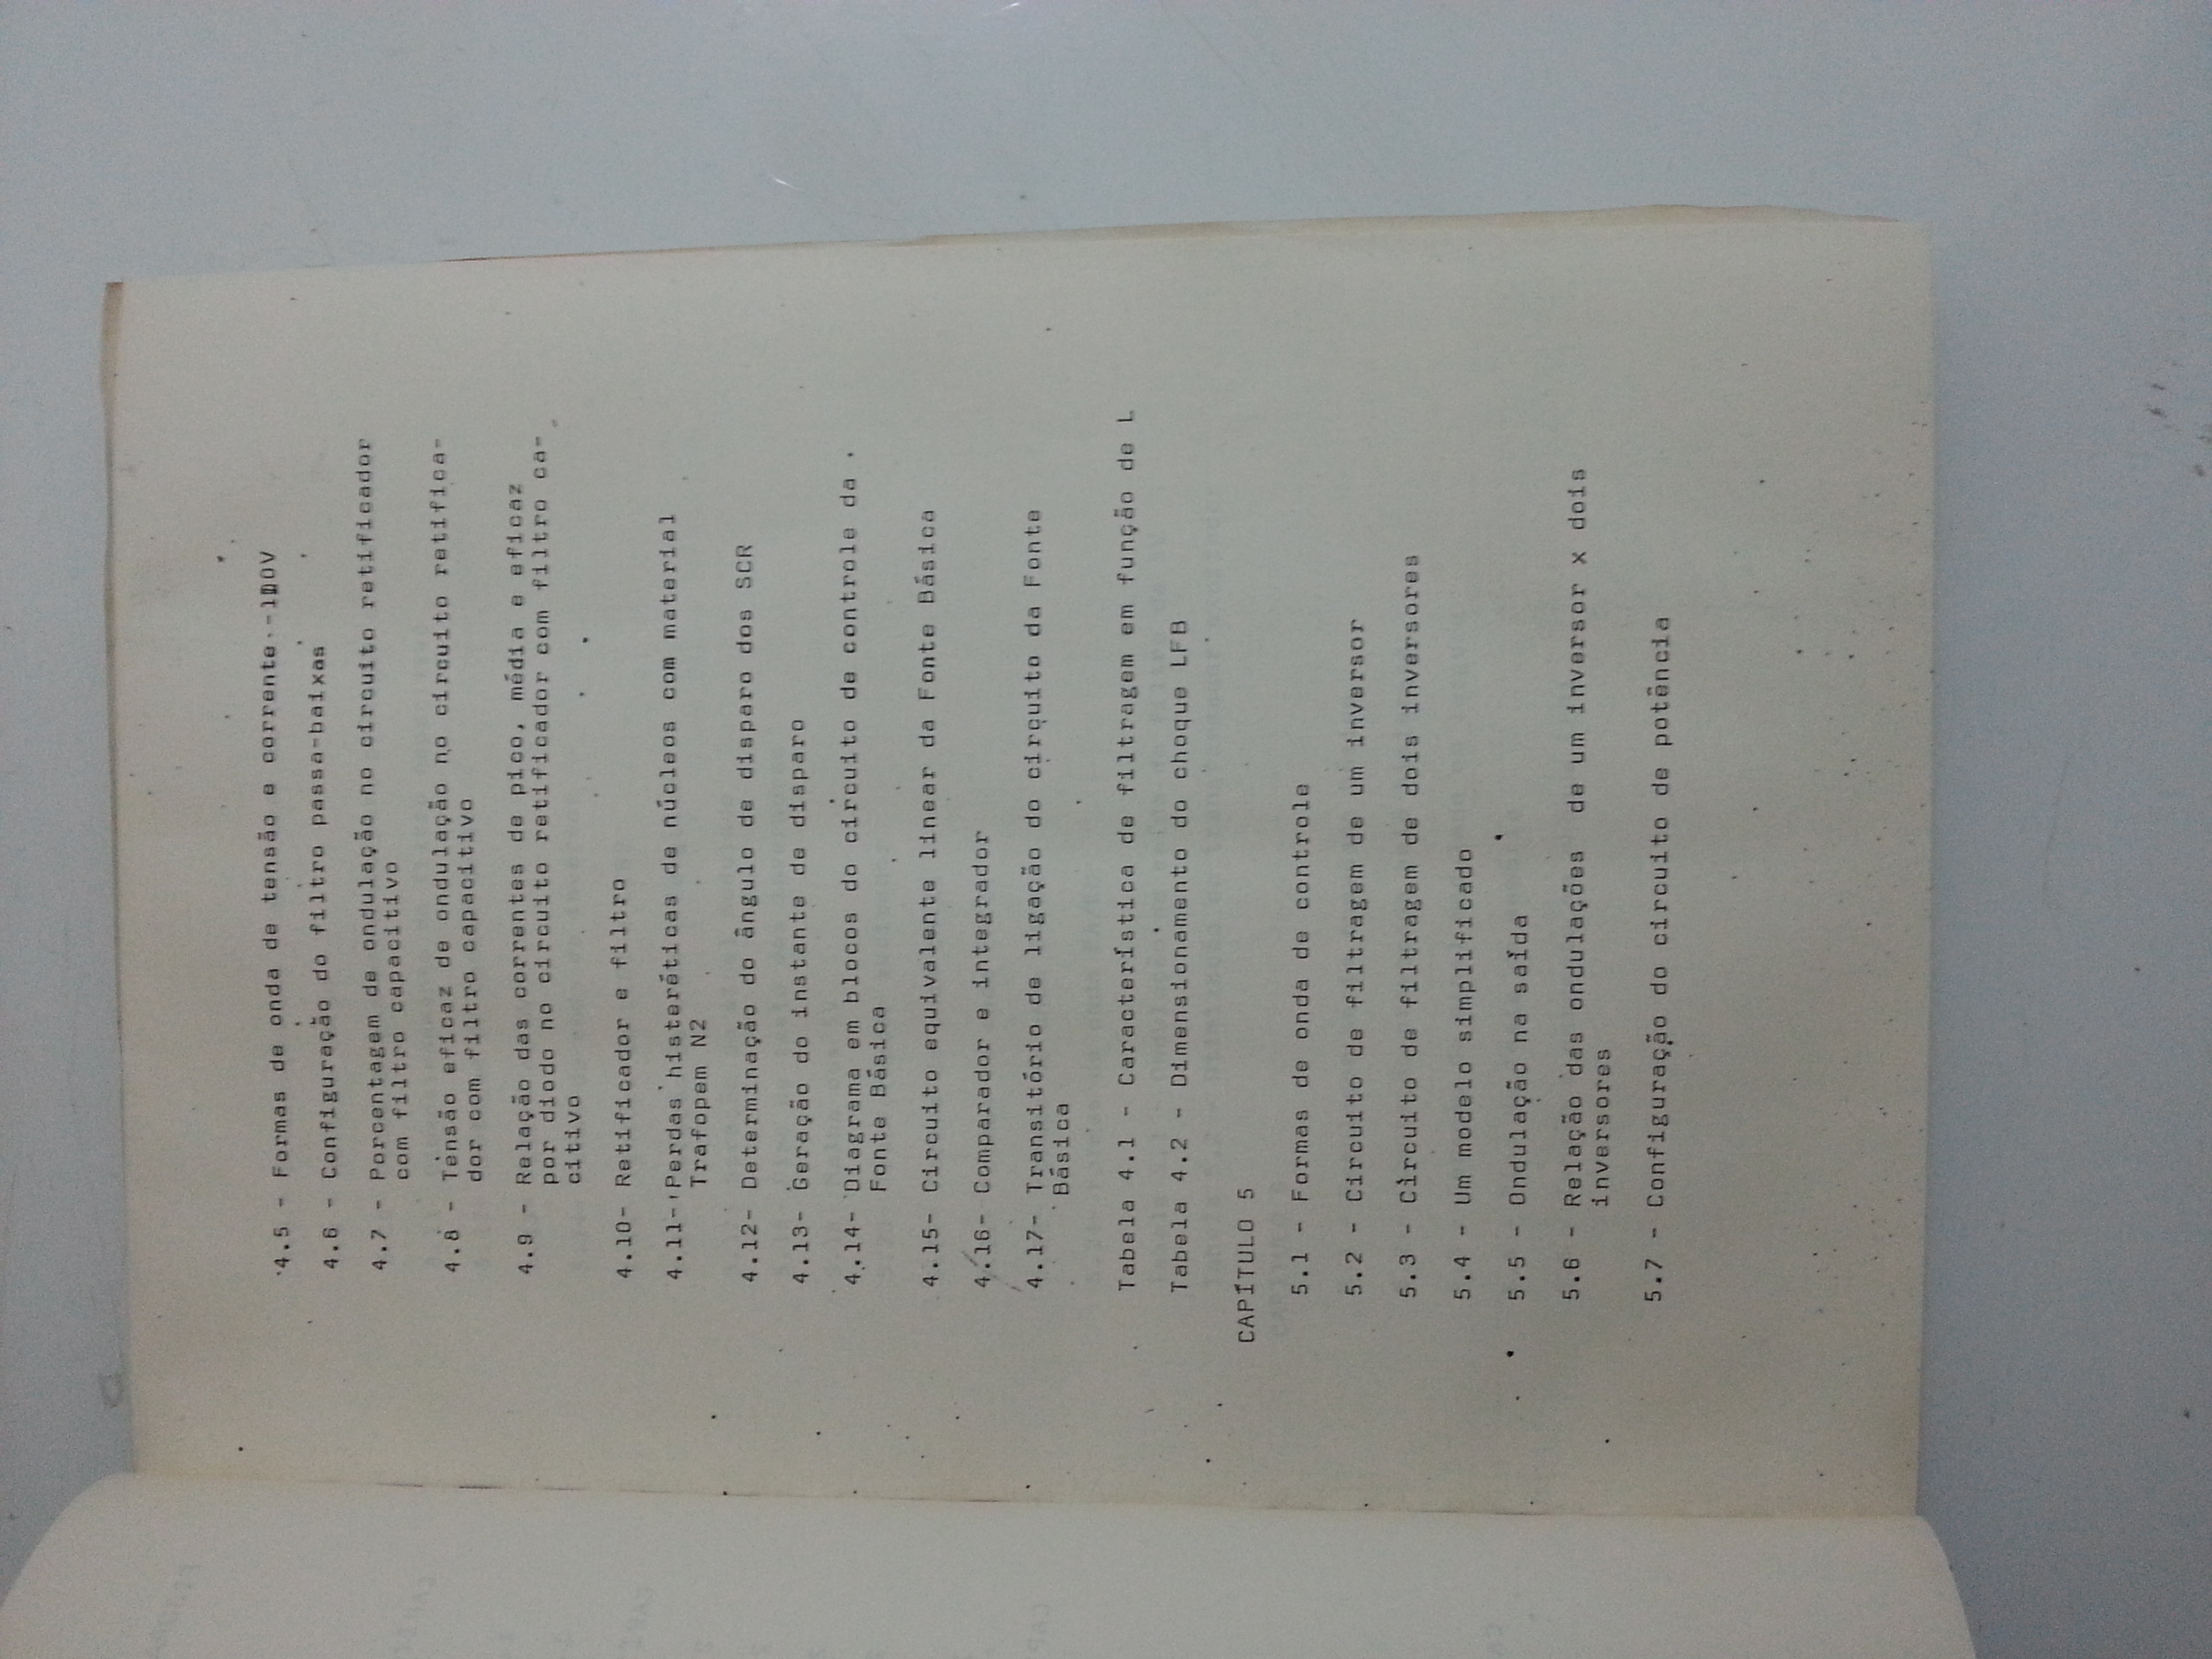 4.5 - Formas de onda de tensão e corrente - 100V
4.6 - Configuração do filtro passa-baixas
4.7 - Porcentagem de ondulação no circuito retificador
com filtro capacitivo
4.8 - Tensão eficaz de ondulação no circuito retifica-
dor com filtro capacitivo
4.9 - Relação das correntes de pico, média e eficaz
por diodo no circuito retificador com filtro ca-
citivo
4.10- Retificador e filtro
4.11- Perdas histeréticas de núcleos com material
Trafopem N2
4.12- Determinação do ângulo de disparo dos SCR
4.13- Geração do instante de disparo
4.14- Diagrama em blocos do circuito de controle da
Fonte Básica
4.15- Circuito equivalente linear da Fonte Básica
4.16- Comparador e integrador
4.17- Transitório de ligação do circuito da Fonte
Básica
Tabela 4.1 - Característica de filtragem em função de L
Tabela 4.2 - Dimensionamento do choque LFB
CAPÍTULO 5
5.1 - Formas de onda de controle
5.2 - Circuito de filtragem de um inversor
5.3 - Circuito de filtragem de dois inversores
5.4 - Um modelo simplificado
5.5 - Ondulação na saída
5.6 - Relação das ondulações de um inversor x dois
inversores
5.7 - Configuração do circuito de potência